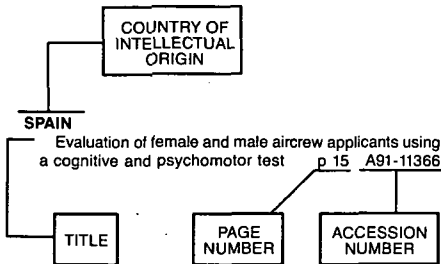 COUNTRY OF
INTELLECTUAL
ORIGIN
SPAIN
Evaluation of female and male aircrew applicants using
a cognitive and psychomotor test p 15 A91-11366
TITLE
PAGE
NUMBER
ACCESSION
NUMBER